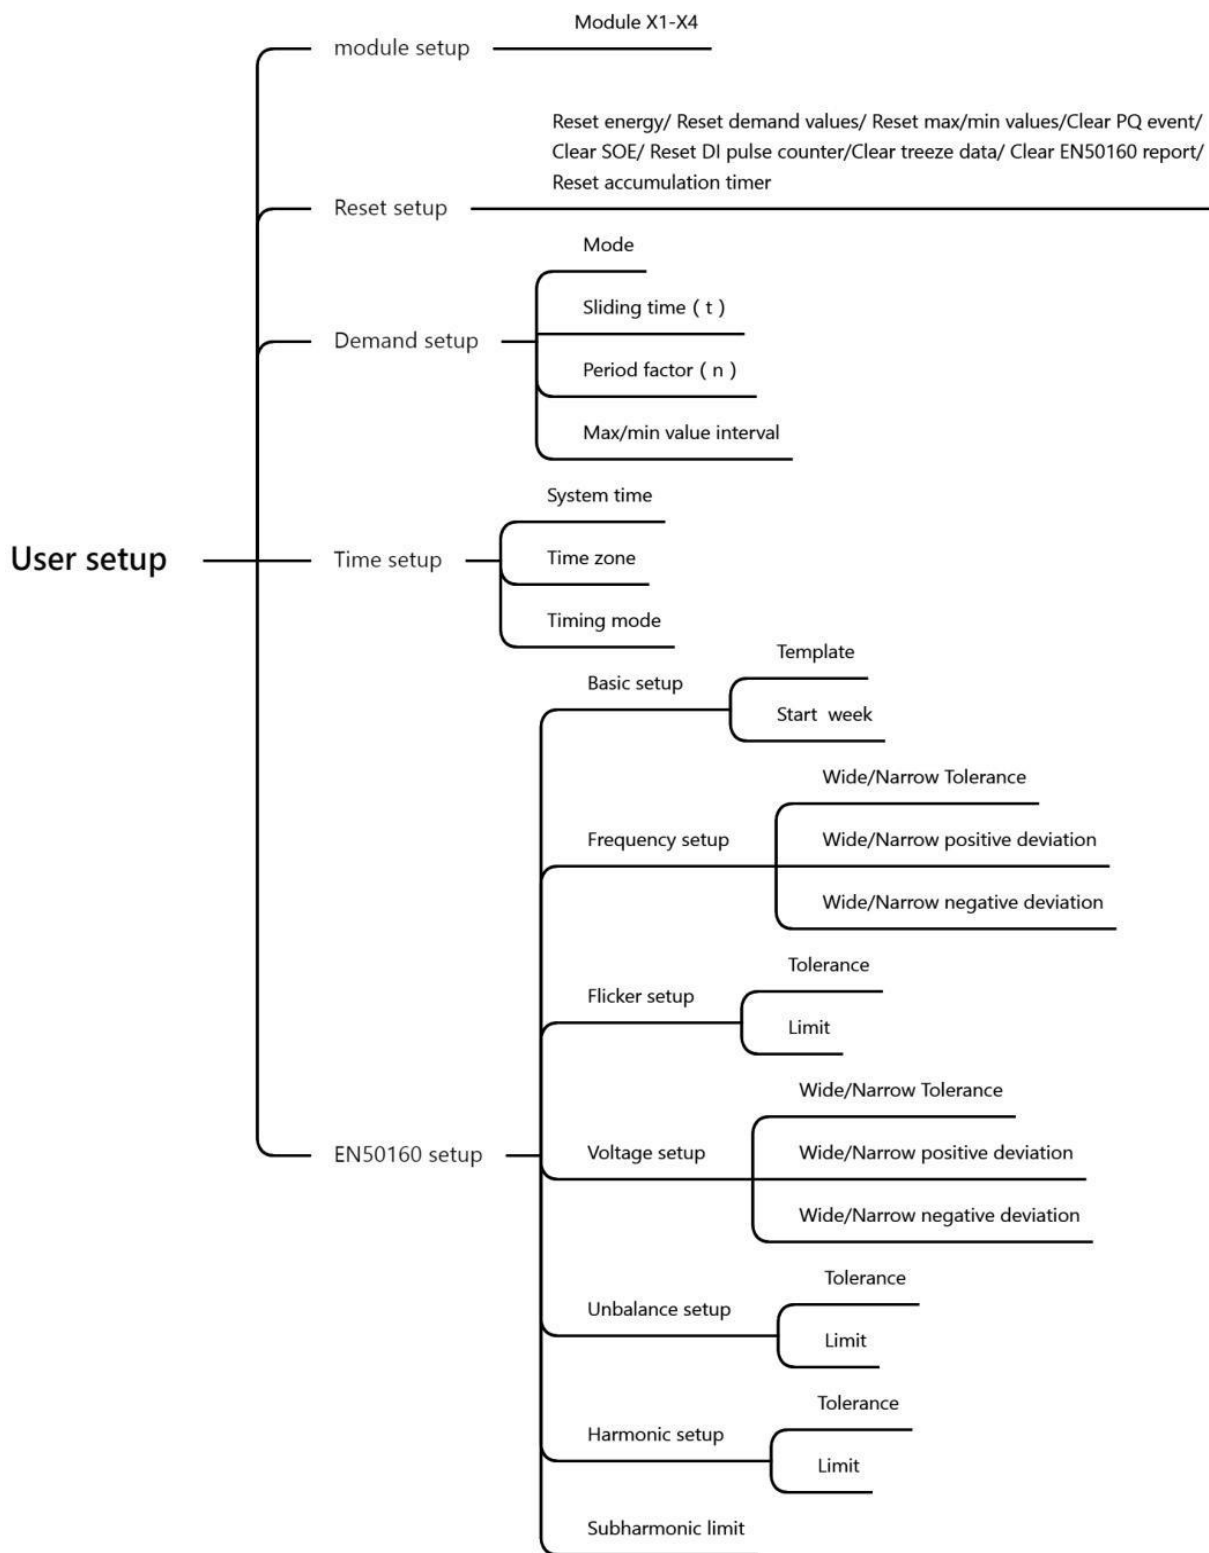 User setup
module setup
Module X1-X4
Reset setup
Reset energy/ Reset demand values/ Reset max/min values/Clear PQ event/
Clear SOE/ Reset DI pulse counter/Clear treeze data/ Clear EN50160 report/
Reset accumulation timer
Demand setup
Mode
Sliding time ( t )
Period factor ( n )
Max/min value interval
Time setup
System time
Time zone
Timing mode
EN50160 setup
Basic setup
Template
Start  week
Frequency setup
Wide/Narrow Tolerance
Wide/Narrow positive deviation
Wide/Narrow negative deviation
Flicker setup
Tolerance
Limit
Voltage setup
Wide/Narrow Tolerance
Wide/Narrow positive deviation
Wide/Narrow negative deviation
Unbalance setup
Tolerance
Limit
Harmonic setup
Tolerance
Limit
Subharmonic limit